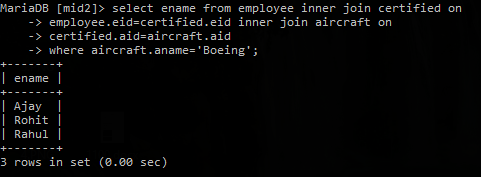 MariaDB [mid2]> select ename from employee inner join certified on
    -> employee.eid=certified.eid inner join aircraft on
    -> certified.aid=aircraft.aid
    -> where aircraft.aname='Boeing';
+-------+
| ename |
+-------+
| Ajay  |
| Rohit |
| Rahul |
+-------+
3 rows in set (0.00 sec)